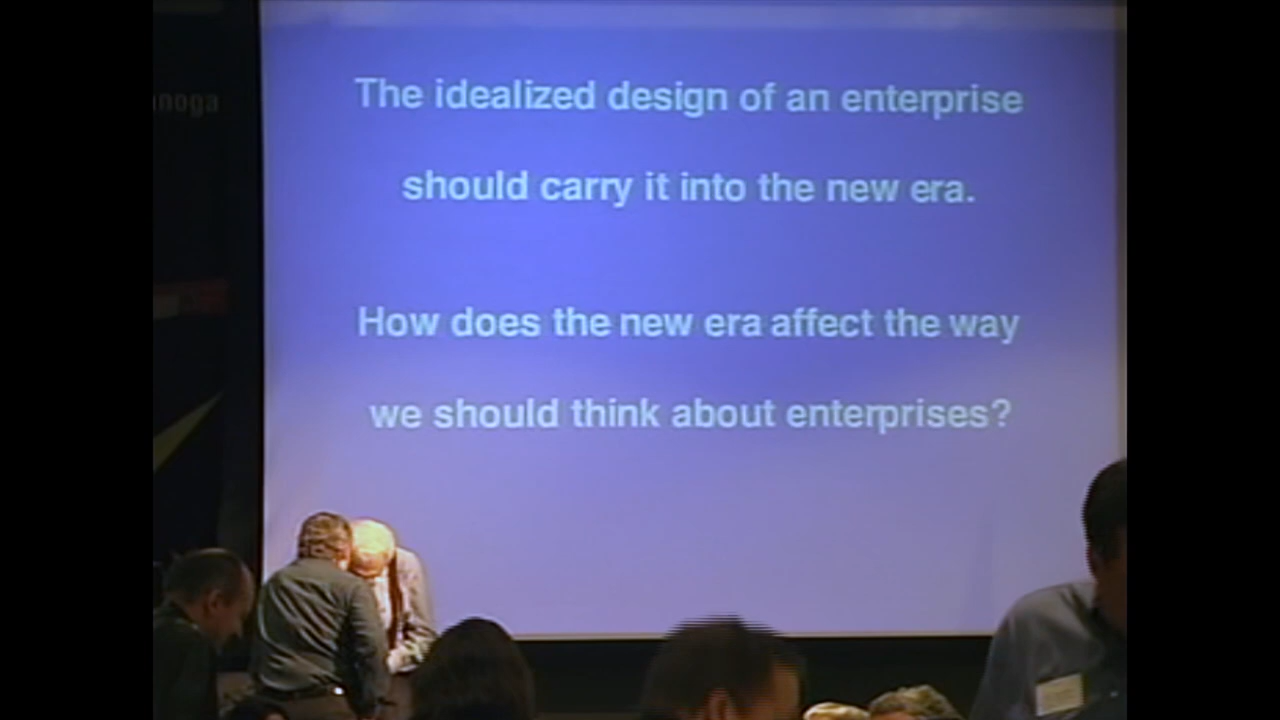 The idealized design of an enterprise
should carry it into the new era.
How does the new era affect the way
we should think about enterprises?